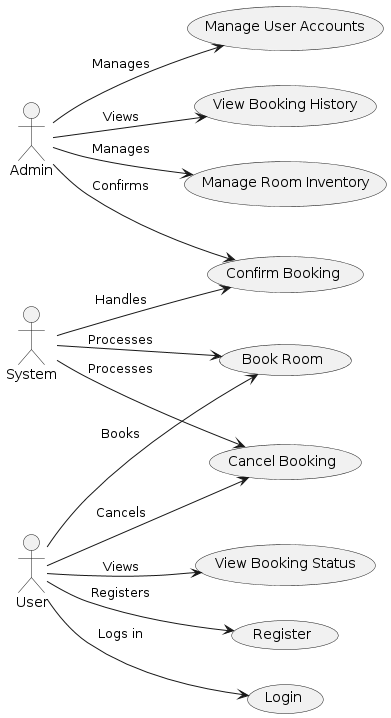 Manage User Accounts
Manages
View Booking History
Views
Manages
Admin
Manage Room Inventory
Confirms
Confirm Booking
Handles
Processes
Book Room
System
Processes
Books
Cancel Booking
Cancels
View Booking Status
Views
Registers
User
Register
Logs in
Login